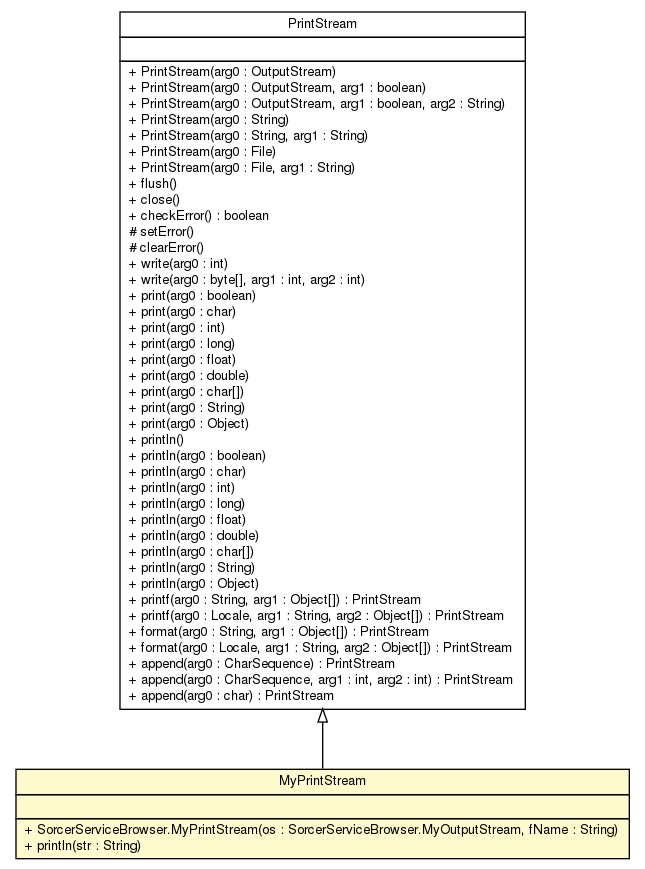 PrintStream
+ PrintStream(arg0 : OutputStream)
+ PrintStream(arg0 : OutputStream, arg1 : boolean)
+ PrintStream(arg0 : OutputStream, arg1 : boolean, arg2 : String)
+ PrintStream(arg0 : String)
+ PrintStream(arg0 : String, arg1 : String)
+ PrintStream(arg0 : File)
+ PrintStream(arg0 : File, arg1 : String)
+ flush()
+ close()
+ checkError() : boolean
# setError()
# clearError()
+ write(arg0 : int)
+ write(arg0 : byte[], arg1 : int, arg2 : int)
+ print(arg0 : boolean)
+ print(arg0 : char)
+ print(arg0 : int)
+ print(arg0 : long)
+ print(arg0 : float)
+ print(arg0 : double)
+ print(arg0 : char[])
+ print(arg0 : String)
+ print(arg0 : Object)
+ println()
+ println(arg0 : boolean)
+ println(arg0 : char)
+ println(arg0 : int)
+ println(arg0 : long)
+ println(arg0 : float)
+ println(arg0 : double)
+ println(arg0 : char[])
+ println(arg0 : String)
+ println(arg0 : Object)
+ printf(arg0 : String, arg1 : Object[]) : PrintStream
+ printf(arg0 : Locale, arg1 : String, arg2 : Object[]) : PrintStream
+ format(arg0 : String, arg1 : Object[]) : PrintStream
+ format(arg0 : Locale, arg1 : String, arg2 : Object[]) : PrintStream
+ append(arg0 : CharSequence) : PrintStream
+ append(arg0 : CharSequence, arg1 : int, arg2 : int) : PrintStream
+ append(arg0 : char) : PrintStream
MyPrintStream
+ SorcerServiceBrowser.MyPrintStream(os : SorcerServiceBrowser.MyOutputStream, fName : String)
+ println(str : String)